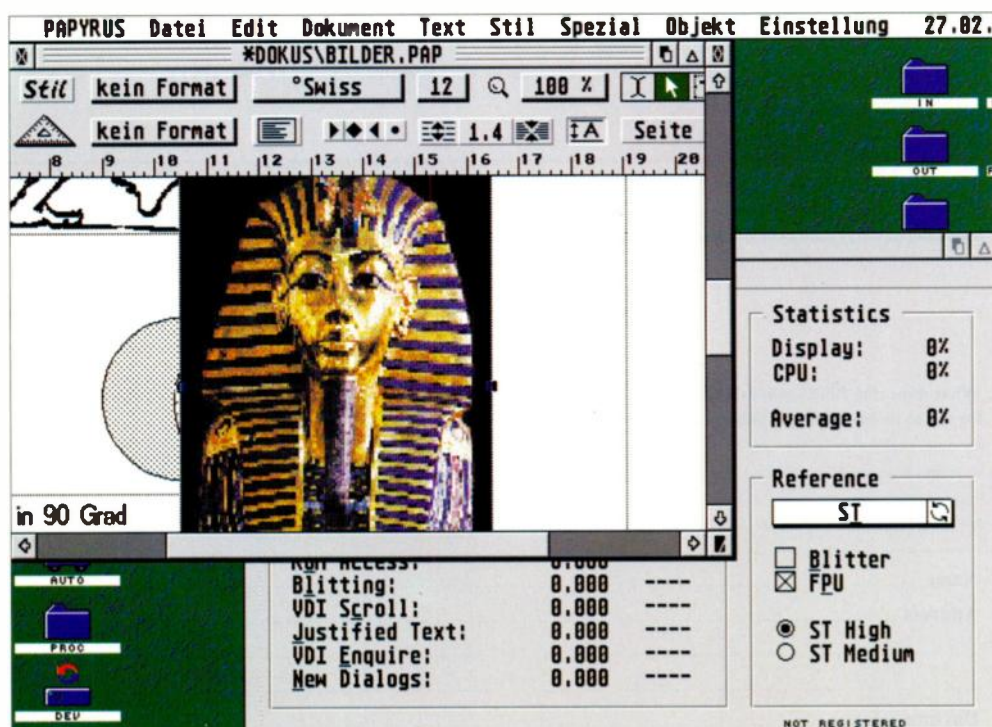 PAPYRUS Datei Edit Dokument Text Stil Spezial Objekt Einstellung 27.02.
*DOKUS\BILDER.PAP
Stil kein Format °Swiss 12 100 %
kein Format 1.4 Seite
8 9 10 11 12 13 14 15 16 17 18 19 20
in 90 Grad
IN
OUT
AUTO
PROC
DEV
Blitting: 0.000 ----
VDI Scroll: 0.000 ----
Justified Text: 0.000 ----
VDI Enquire: 0.000 ----
New Dialogs: 0.000 ----
Statistics
Display: 0%
CPU: 0%
Average: 0%
Reference
ST
Blitter
FPU
ST High
ST Medium
NOT REGISTERED